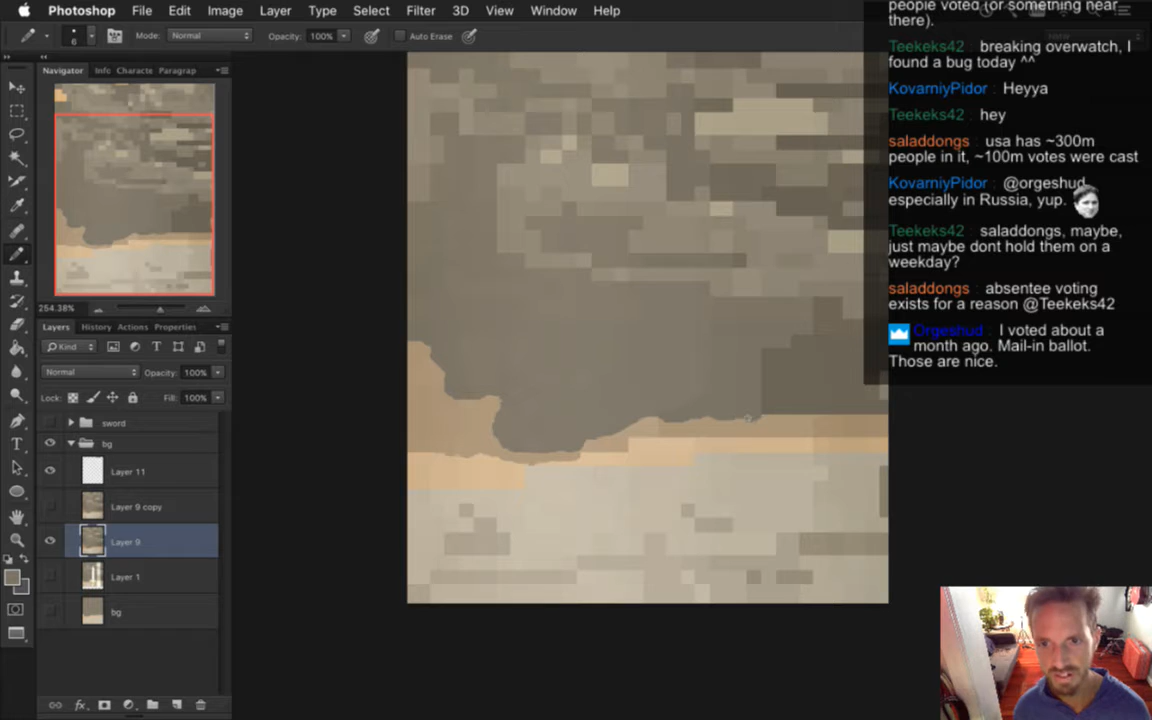 Photoshop File Edit Image Layer Type Select Filter 3D View Window Help
6 Mode: Normal Opacity: 100% Auto Erase
Navigator Info Characte Paragrap
254.38%
Layers History Actions Properties
Kind
Normal Opacity: 100%
Lock: Fill: 100%
sword
bg
Layer 11
Layer 9 copy
Layer 9
Layer 1
bg
fx
people voted (or something near
there).
Teekeks42 : breaking overwatch, I
found a bug today ^^
KovarniyPidor : Heyya
Teekeks42 : hey
saladdongs : usa has ~300m
people in it, ~100m votes were cast
KovarniyPidor : @orgeshud
especially in Russia, yup.
Teekeks42 : saladdongs, maybe,
just maybe dont hold them on a
weekday?
saladdongs : absentee voting
exists for a reason @Teekeks42
Orgeshud : I voted about a
month ago. Mail-in ballot.
Those are nice.